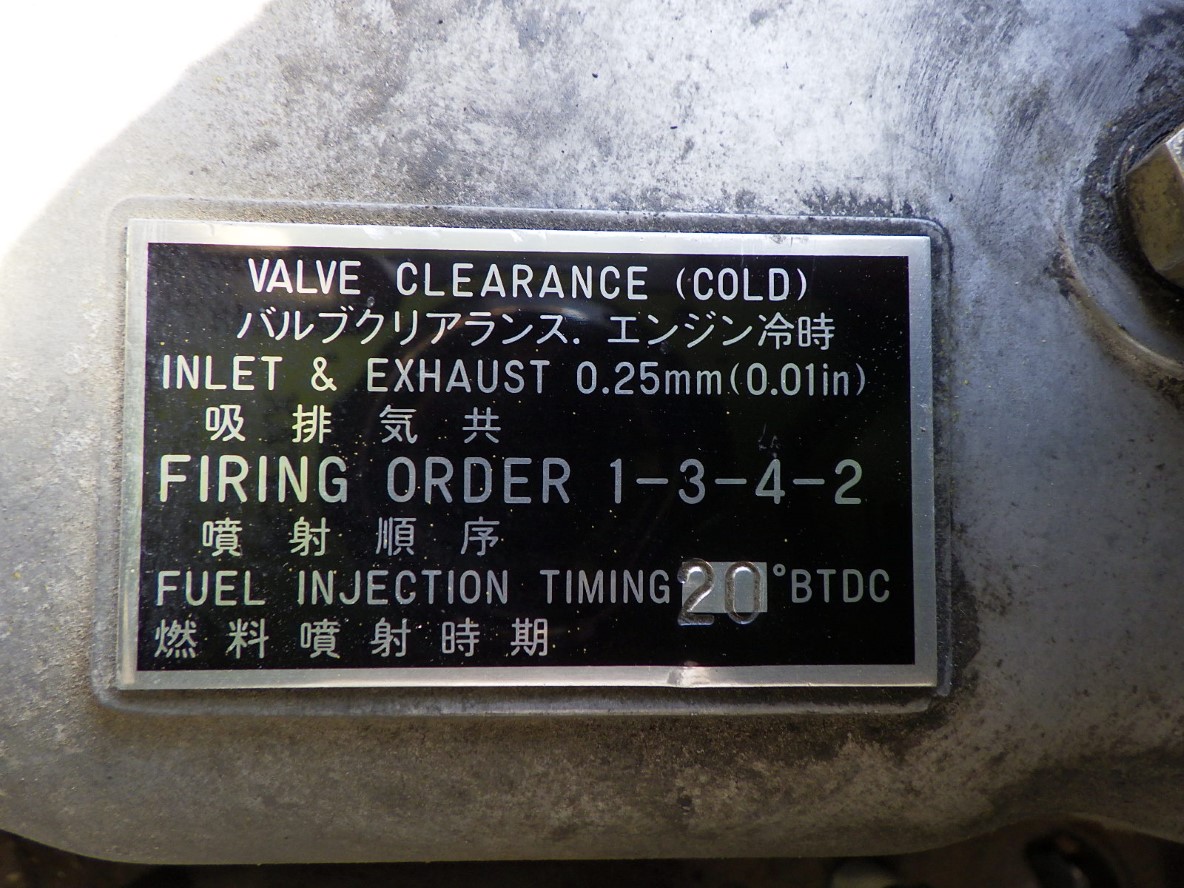 VALVE CLEARANCE (COLD)
バルブクリアランス. エンジン冷時
INLET & EXHAUST 0.25mm(0.01in)
吸排気共
FIRING ORDER 1-3-4-2
噴射順序
FUEL INJECTION TIMING 20°BTDC
燃料噴射時期